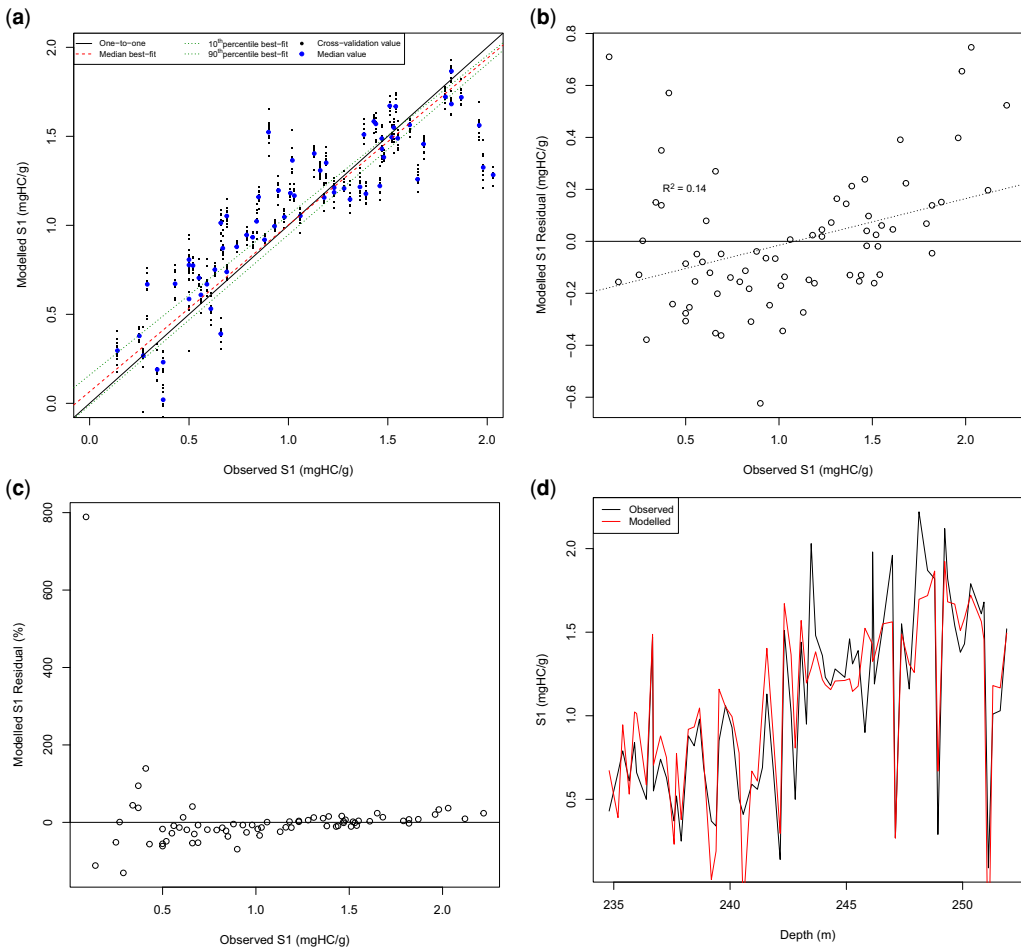 (a)
One-to-one
Median best-fit
10th percentile best-fit
90th percentile best-fit
Cross-validation value
Median value
2.0
1.5
1.0
0.5
0.0
Modelled S1 (mgHC/g)
0.0 0.5 1.0 1.5 2.0
Observed S1 (mgHC/g)
(b)
0.8
0.6
0.4
0.2
0.0
−0.2
−0.4
−0.6
Modelled S1 Residual (mgHC/g)
R² = 0.14
0.5 1.0 1.5 2.0
Observed S1 (mgHC/g)
(c)
800
600
400
200
0
Modelled S1 Residual (%)
0.5 1.0 1.5 2.0
Observed S1 (mgHC/g)
(d)
Observed
Modelled
2.0
1.5
1.0
0.5
S1 (mgHC/g)
235 240 245 250
Depth (m)